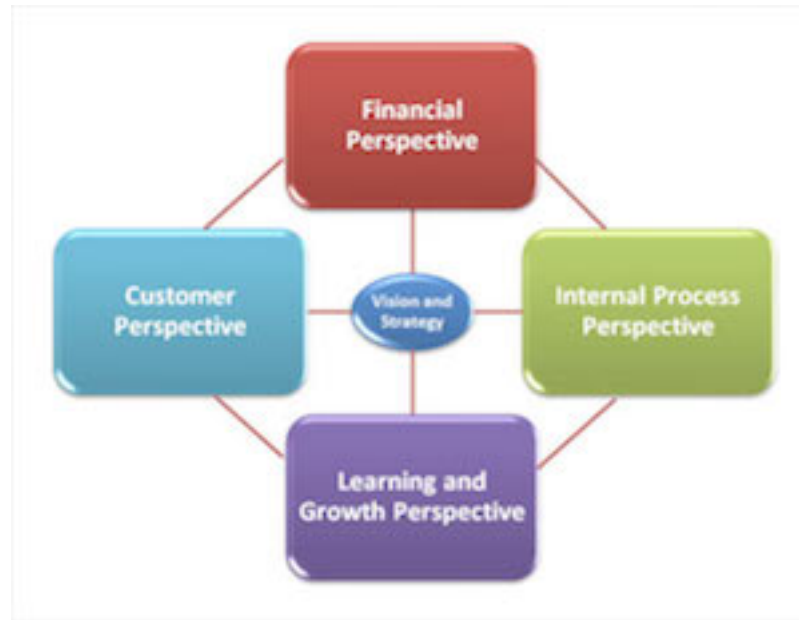 Financial
Perspective
Customer
Perspective
Vision and
Strategy
Internal Process
Perspective
Learning and
Growth Perspective